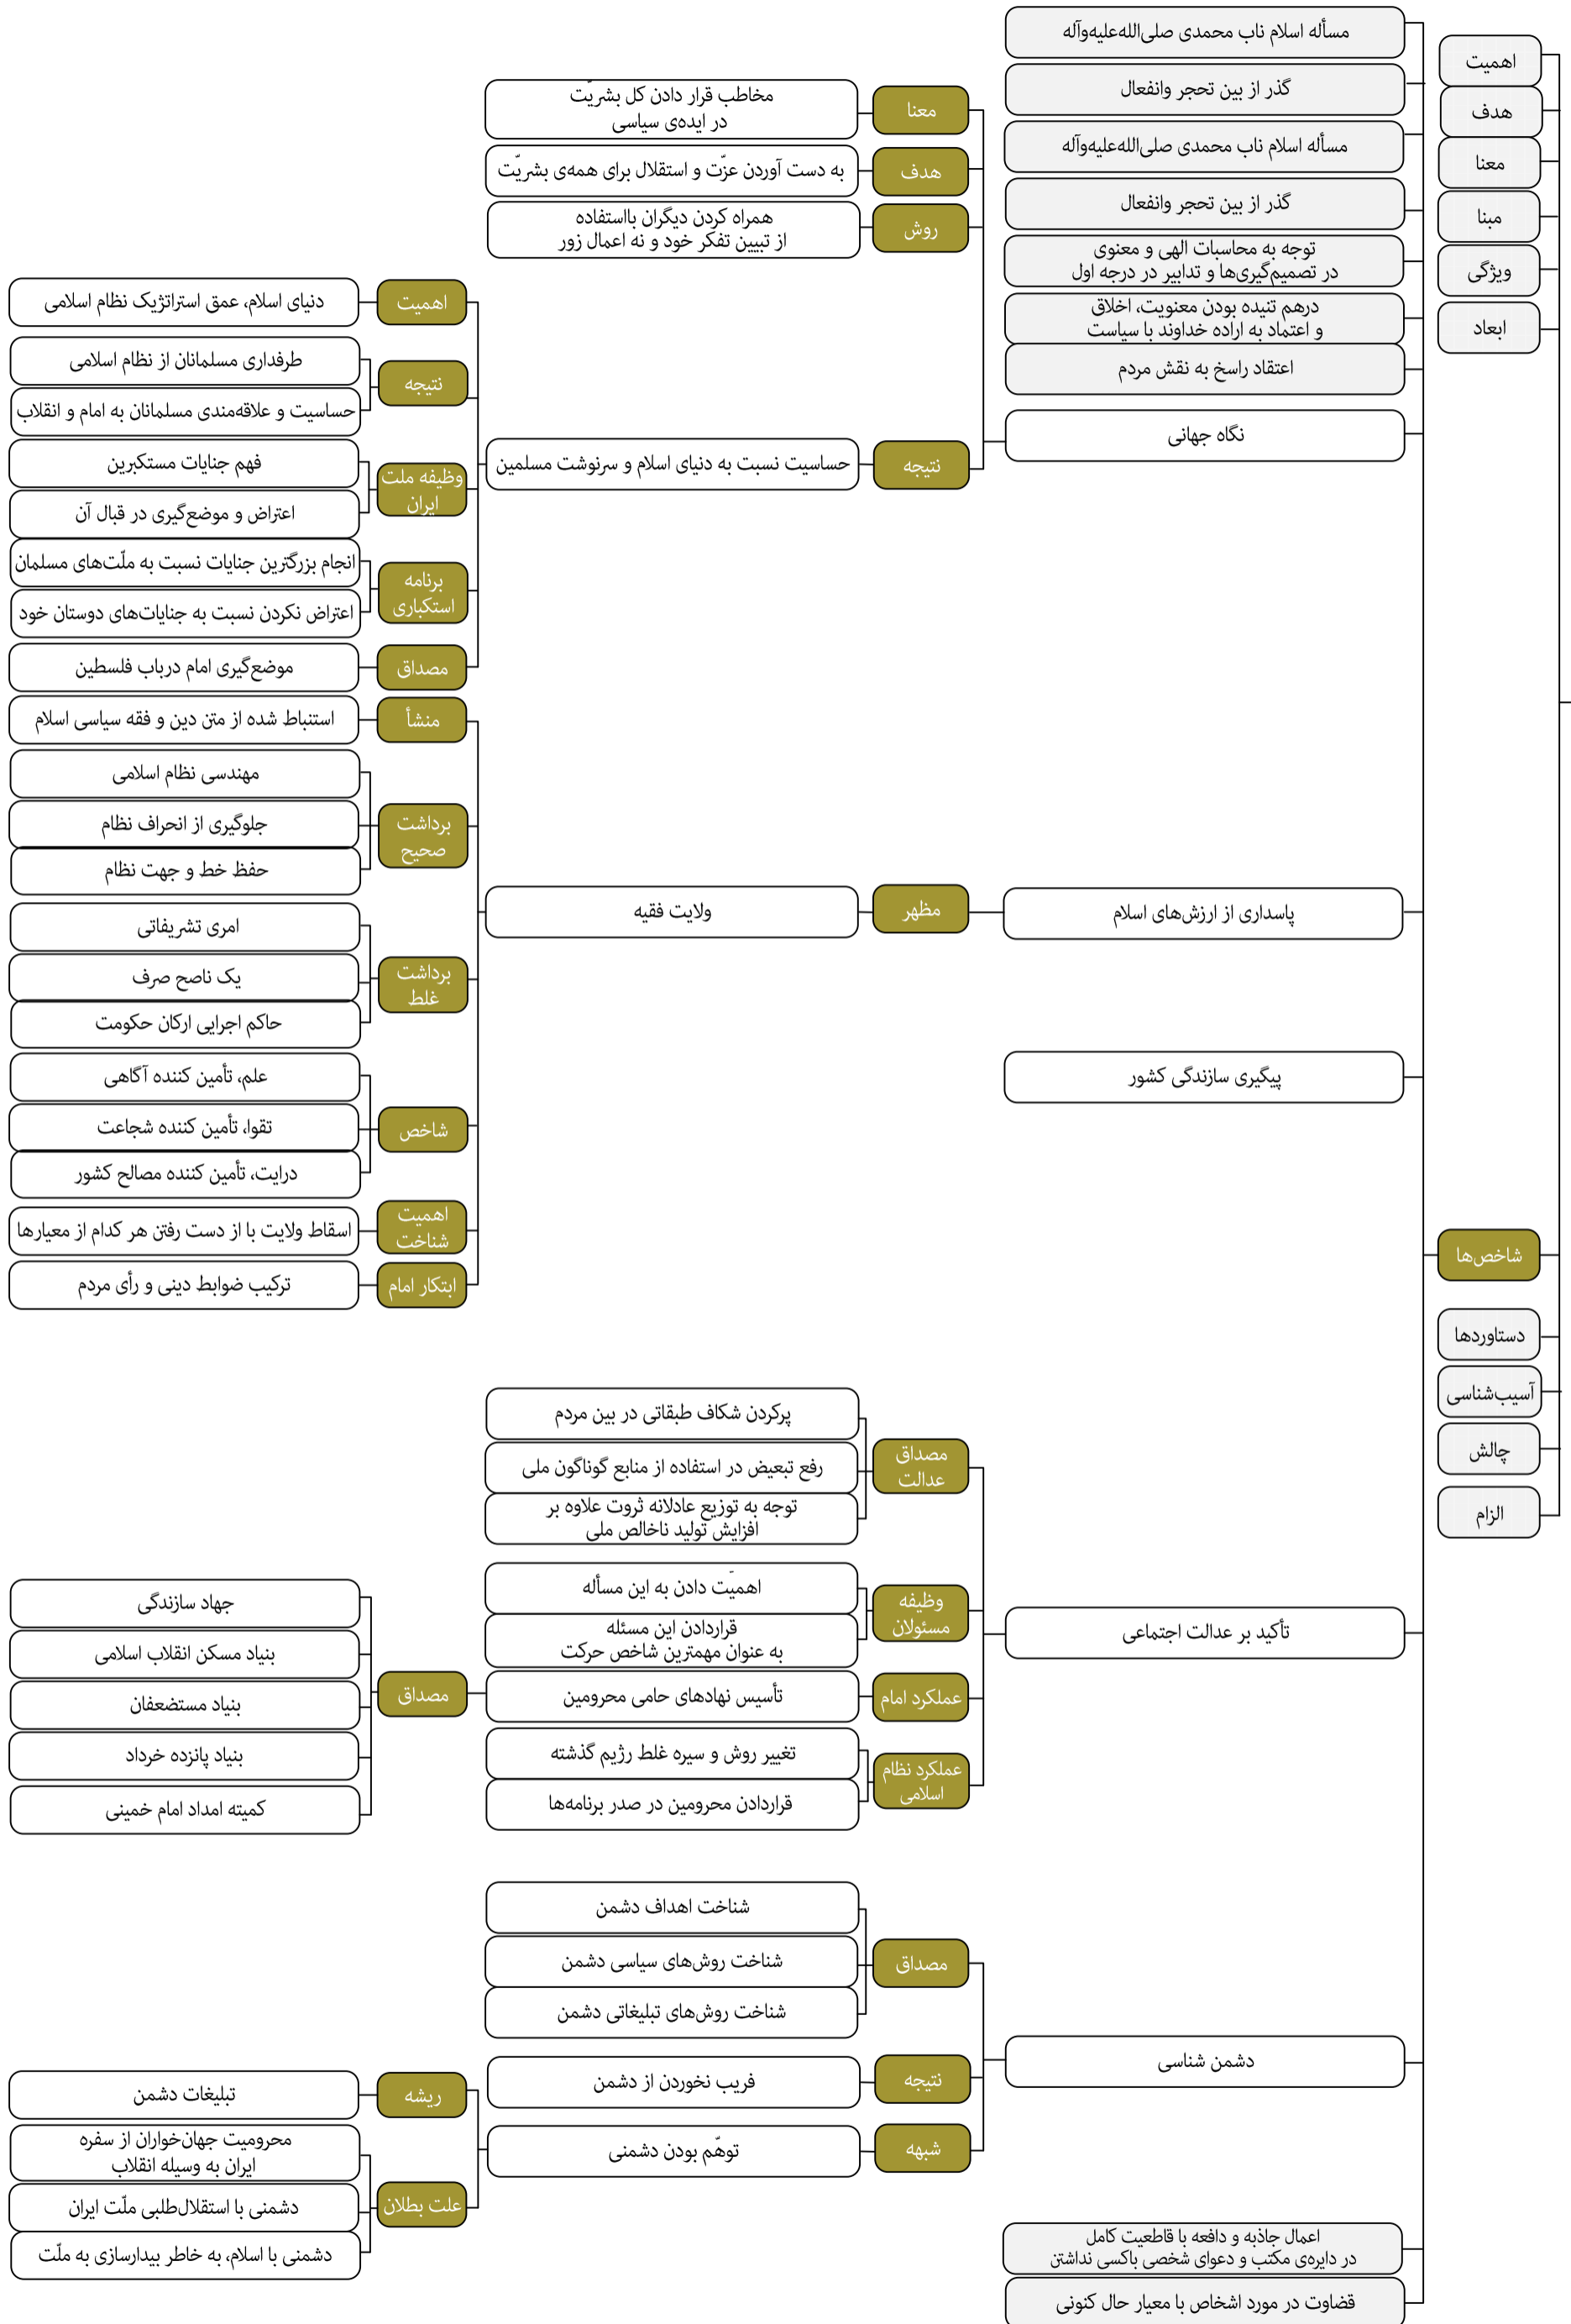 اهمیت
هدف
معنا
مبنا
ویژگی
ابعاد
شاخص‌ها
دستاوردها
آسیب‌شناسی
چالش
الزام
مسأله اسلام ناب محمدی صلی‌الله‌علیه‌وآله
گذر از بین تحجر وانفعال
مسأله اسلام ناب محمدی صلی‌الله‌علیه‌وآله
گذر از بین تحجر وانفعال
توجه به محاسبات الهی و معنوی
در تصمیم‌گیری‌ها و تدابیر در درجه اول
درهم تنیده بودن معنویت، اخلاق
و اعتماد به اراده خداوند با سیاست
اعتقاد راسخ به نقش مردم
نگاه جهانی
معنا
مخاطب قرار دادن کل بشریّت
در ایده‌ی سیاسی
هدف
به دست آوردن عزّت و استقلال برای همه‌ی بشریّت
روش
همراه کردن دیگران بااستفاده
از تبیین تفکر خود و نه اعمال زور
نتیجه
حساسیت نسبت به دنیای اسلام و سرنوشت مسلمین
اهمیت
دنیای اسلام، عمق استراتژیک نظام اسلامی
نتیجه
طرفداری مسلمانان از نظام اسلامی
حساسیت و علاقه‌مندی مسلمانان به امام و انقلاب
وظیفه ملت
ایران
فهم جنایات مستکبرین
اعتراض و موضع‌گیری در قبال آن
برنامه
استکباری
انجام بزرگترین جنایات نسبت به ملّت‌های مسلمان
اعتراض نکردن نسبت به جنایات‌های دوستان خود
مصداق
موضع‌گیری امام درباب فلسطین
پاسداری از ارزش‌های اسلام
مظهر
ولایت فقیه
منشأ
استنباط شده از متن دین و فقه سیاسی اسلام
برداشت
صحیح
مهندسی نظام اسلامی
جلوگیری از انحراف نظام
حفظ خط و جهت نظام
برداشت
غلط
امری تشریفاتی
یک ناصح صرف
حاکم اجرایی ارکان حکومت
شاخص
علم، تأمین کننده آگاهی
تقوا، تأمین کننده شجاعت
درایت، تأمین کننده مصالح کشور
اهمیت
شناخت
اسقاط ولایت با از دست رفتن هر کدام از معیارها
ابتکار امام
ترکیب ضوابط دینی و رأی مردم
پیگیری سازندگی کشور
تأکید بر عدالت اجتماعی
مصداق
عدالت
پرکردن شکاف طبقاتی در بین مردم
رفع تبعیض در استفاده از منابع گوناگون ملی
توجه به توزیع عادلانه ثروت علاوه بر
افزایش تولید ناخالص ملی
وظیفه
مسئولان
اهمیّت دادن به این مسأله
قراردادن این مسئله
به عنوان مهمترین شاخص حرکت
عملکرد امام
تأسیس نهادهای حامی محرومین
مصداق
جهاد سازندگی
بنیاد مسکن انقلاب اسلامی
بنیاد مستضعفان
بنیاد پانزده خرداد
کمیته امداد امام خمینی
عملکرد نظام
اسلامی
تغییر روش و سیره غلط رژیم گذشته
قراردادن محرومین در صدر برنامه‌ها
دشمن شناسی
مصداق
شناخت اهداف دشمن
شناخت روش‌های سیاسی دشمن
شناخت روش‌های تبلیغاتی دشمن
نتیجه
فریب نخوردن از دشمن
شبهه
توهّم بودن دشمنی
ریشه
تبلیغات دشمن
علت بطلان
محرومیت جهان‌خواران از سفره
ایران به وسیله انقلاب
دشمنی با استقلال‌طلبی ملّت ایران
دشمنی با اسلام، به خاطر بیدارسازی به ملّت
اعمال جاذبه و دافعه با قاطعیت کامل
در دایره‌ی مکتب و دعوای شخصی باکسی نداشتن
قضاوت در مورد اشخاص با معیار حال کنونی